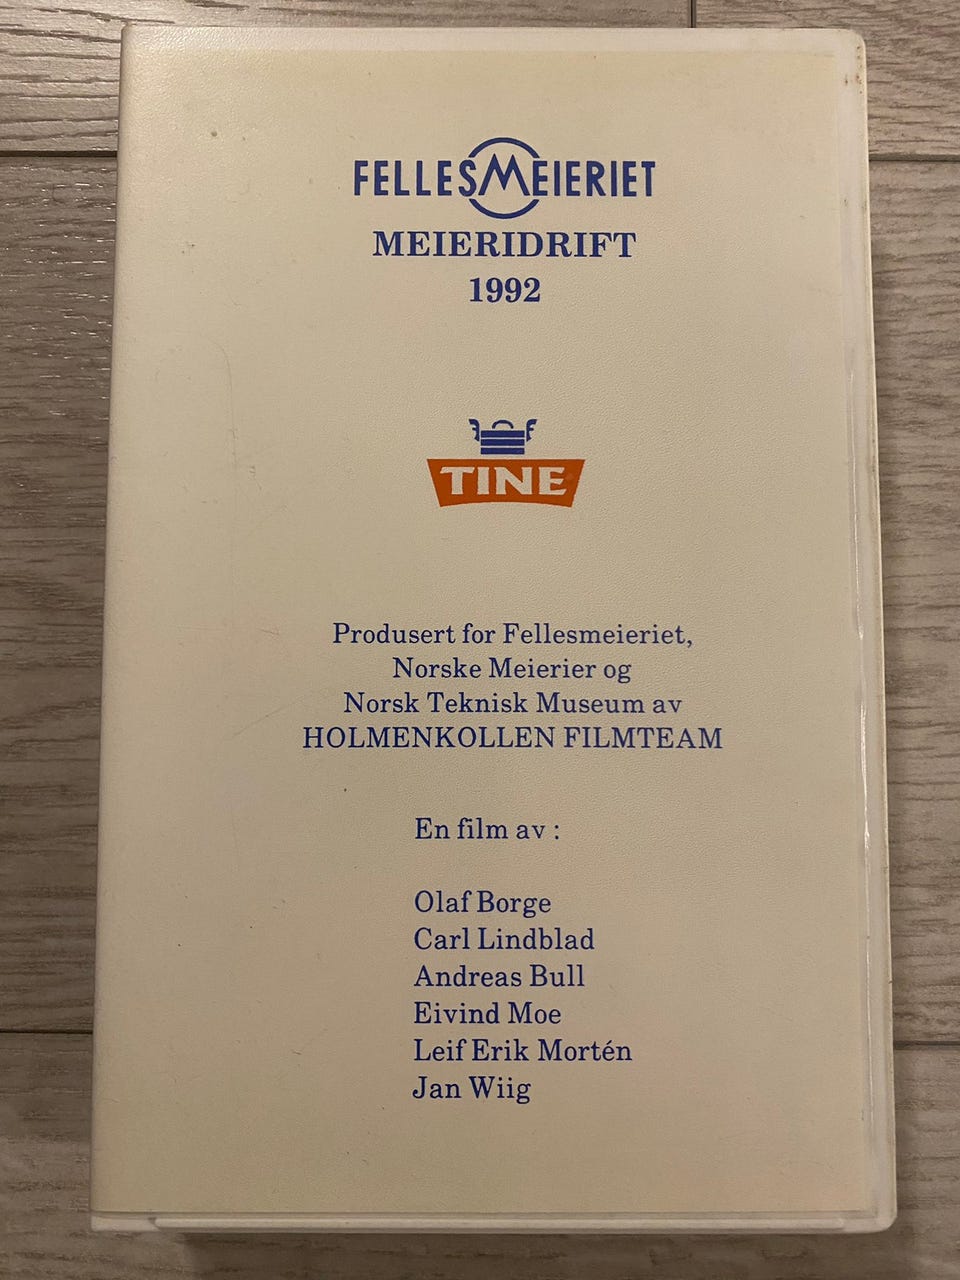 FELLESMEIERIET
MEIERIDRIFT
1992
TINE
Produsert for Fellesmeieriet,
Norske Meierier og
Norsk Teknisk Museum av
HOLMENKOLLEN FILMTEAM
En film av :
Olaf Borge
Carl Lindblad
Andreas Bull
Eivind Moe
Leif Erik Mortén
Jan Wiig